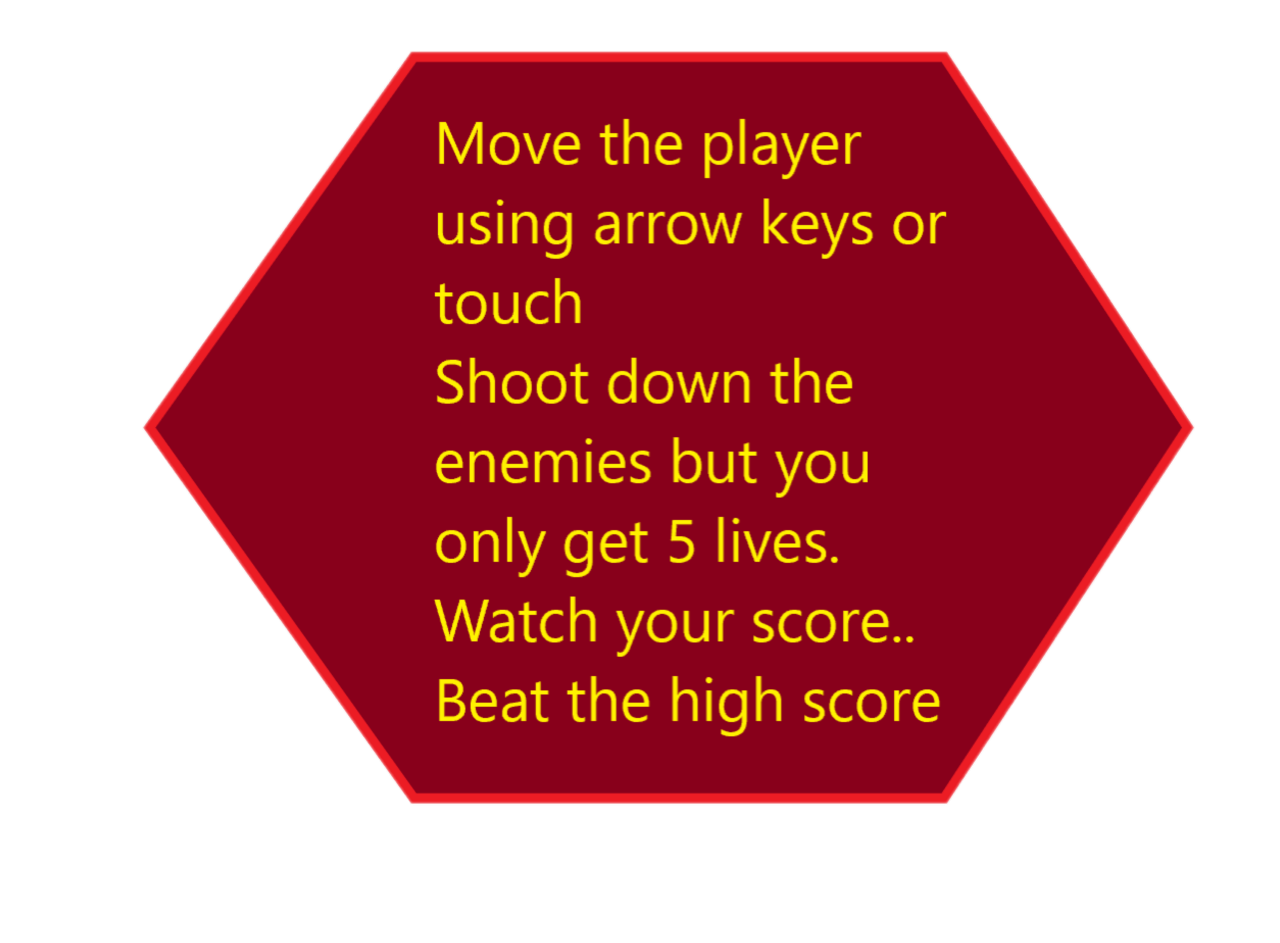 Move the player
using arrow keys or
touch
Shoot down the
enemies but you
only get 5 lives.
Watch your score..
Beat the high score